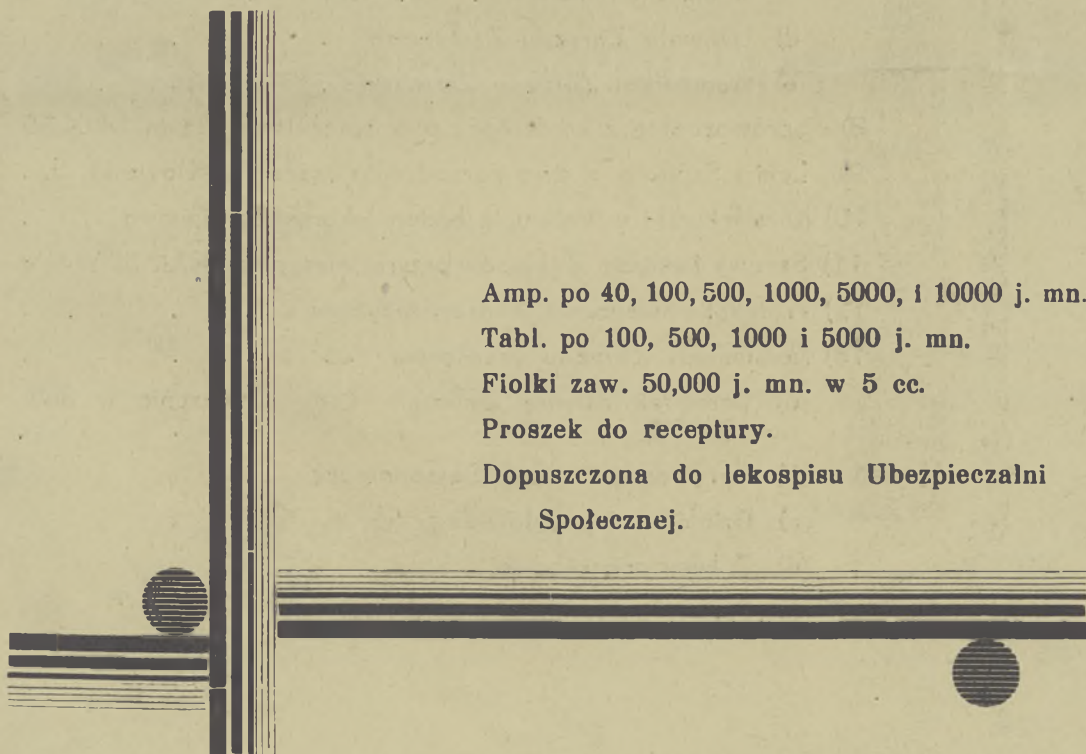 Amp. po 40, 100, 500, 1000, 5000, i 10000 j. mn.
Tabl. po 100, 500, 1000 i 5000 j. mn.
Fiolki zaw. 50,000 j. mn. w 5 cc.
Proszek do receptury.
Dopuszczona do lekospisu Ubezpieczalni
Społecznej.